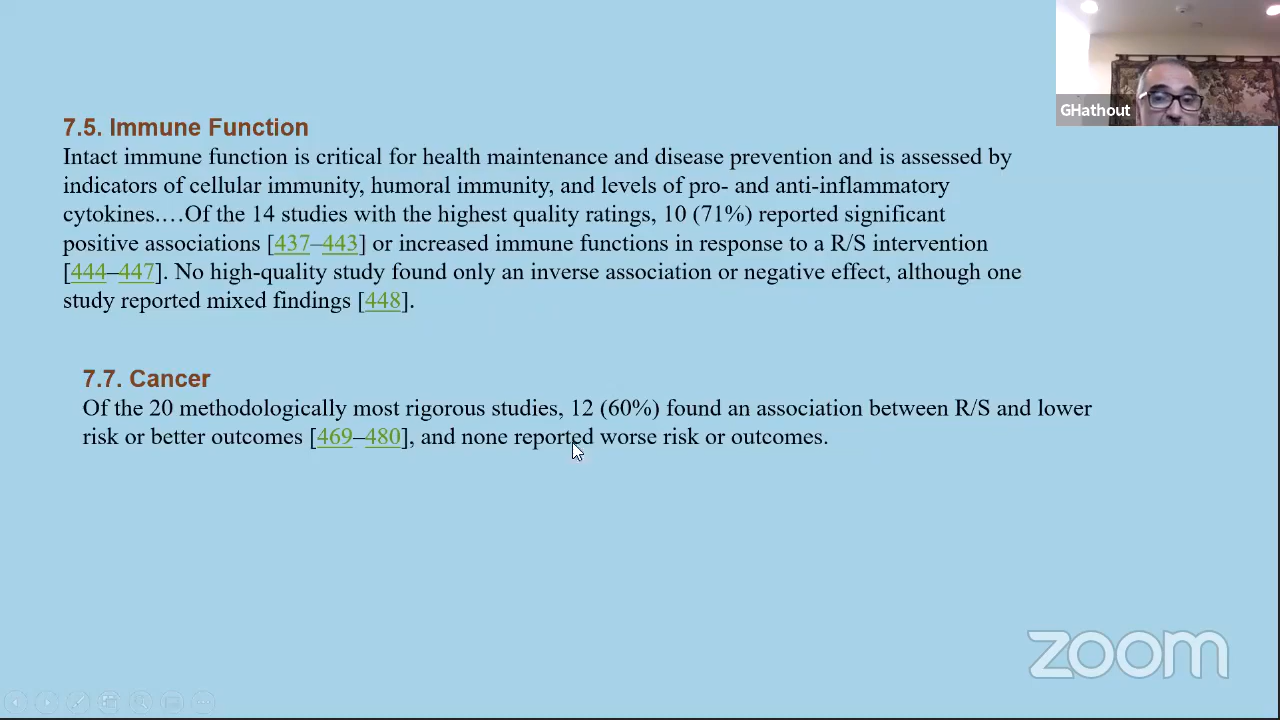 GHathout
7.5. Immune Function
Intact immune function is critical for health maintenance and disease prevention and is assessed by
indicators of cellular immunity, humoral immunity, and levels of pro- and anti-inflammatory
cytokines.…Of the 14 studies with the highest quality ratings, 10 (71%) reported significant
positive associations [437–443] or increased immune functions in response to a R/S intervention
[444–447]. No high-quality study found only an inverse association or negative effect, although one
study reported mixed findings [448].
7.7. Cancer
Of the 20 methodologically most rigorous studies, 12 (60%) found an association between R/S and lower
risk or better outcomes [469–480], and none reported worse risk or outcomes.
zoom